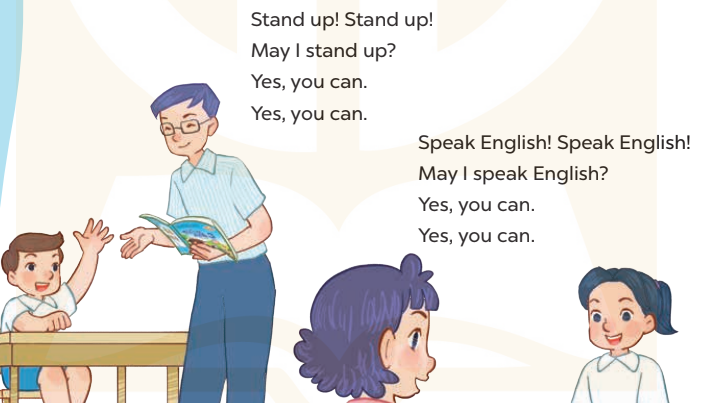 Stand up! Stand up!
May I stand up?
Yes, you can.
Yes, you can.
Speak English! Speak English!
May I speak English?
Yes, you can.
Yes, you can.